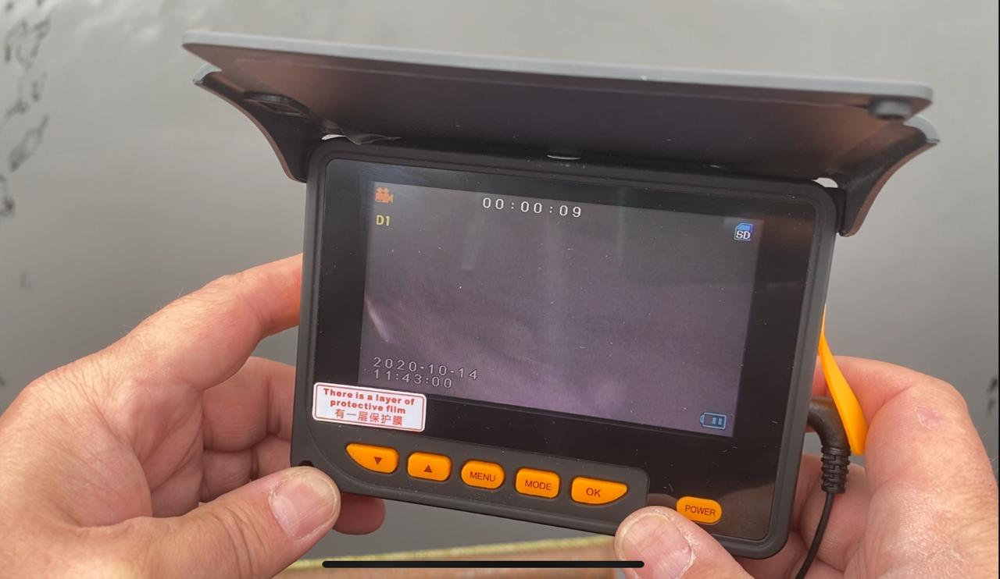 00:00:09
D1
SD
2020-10-14
11:43:00
There is a layer of
protective film
有一层保护膜
▼
▲
MENU
MODE
OK
POWER